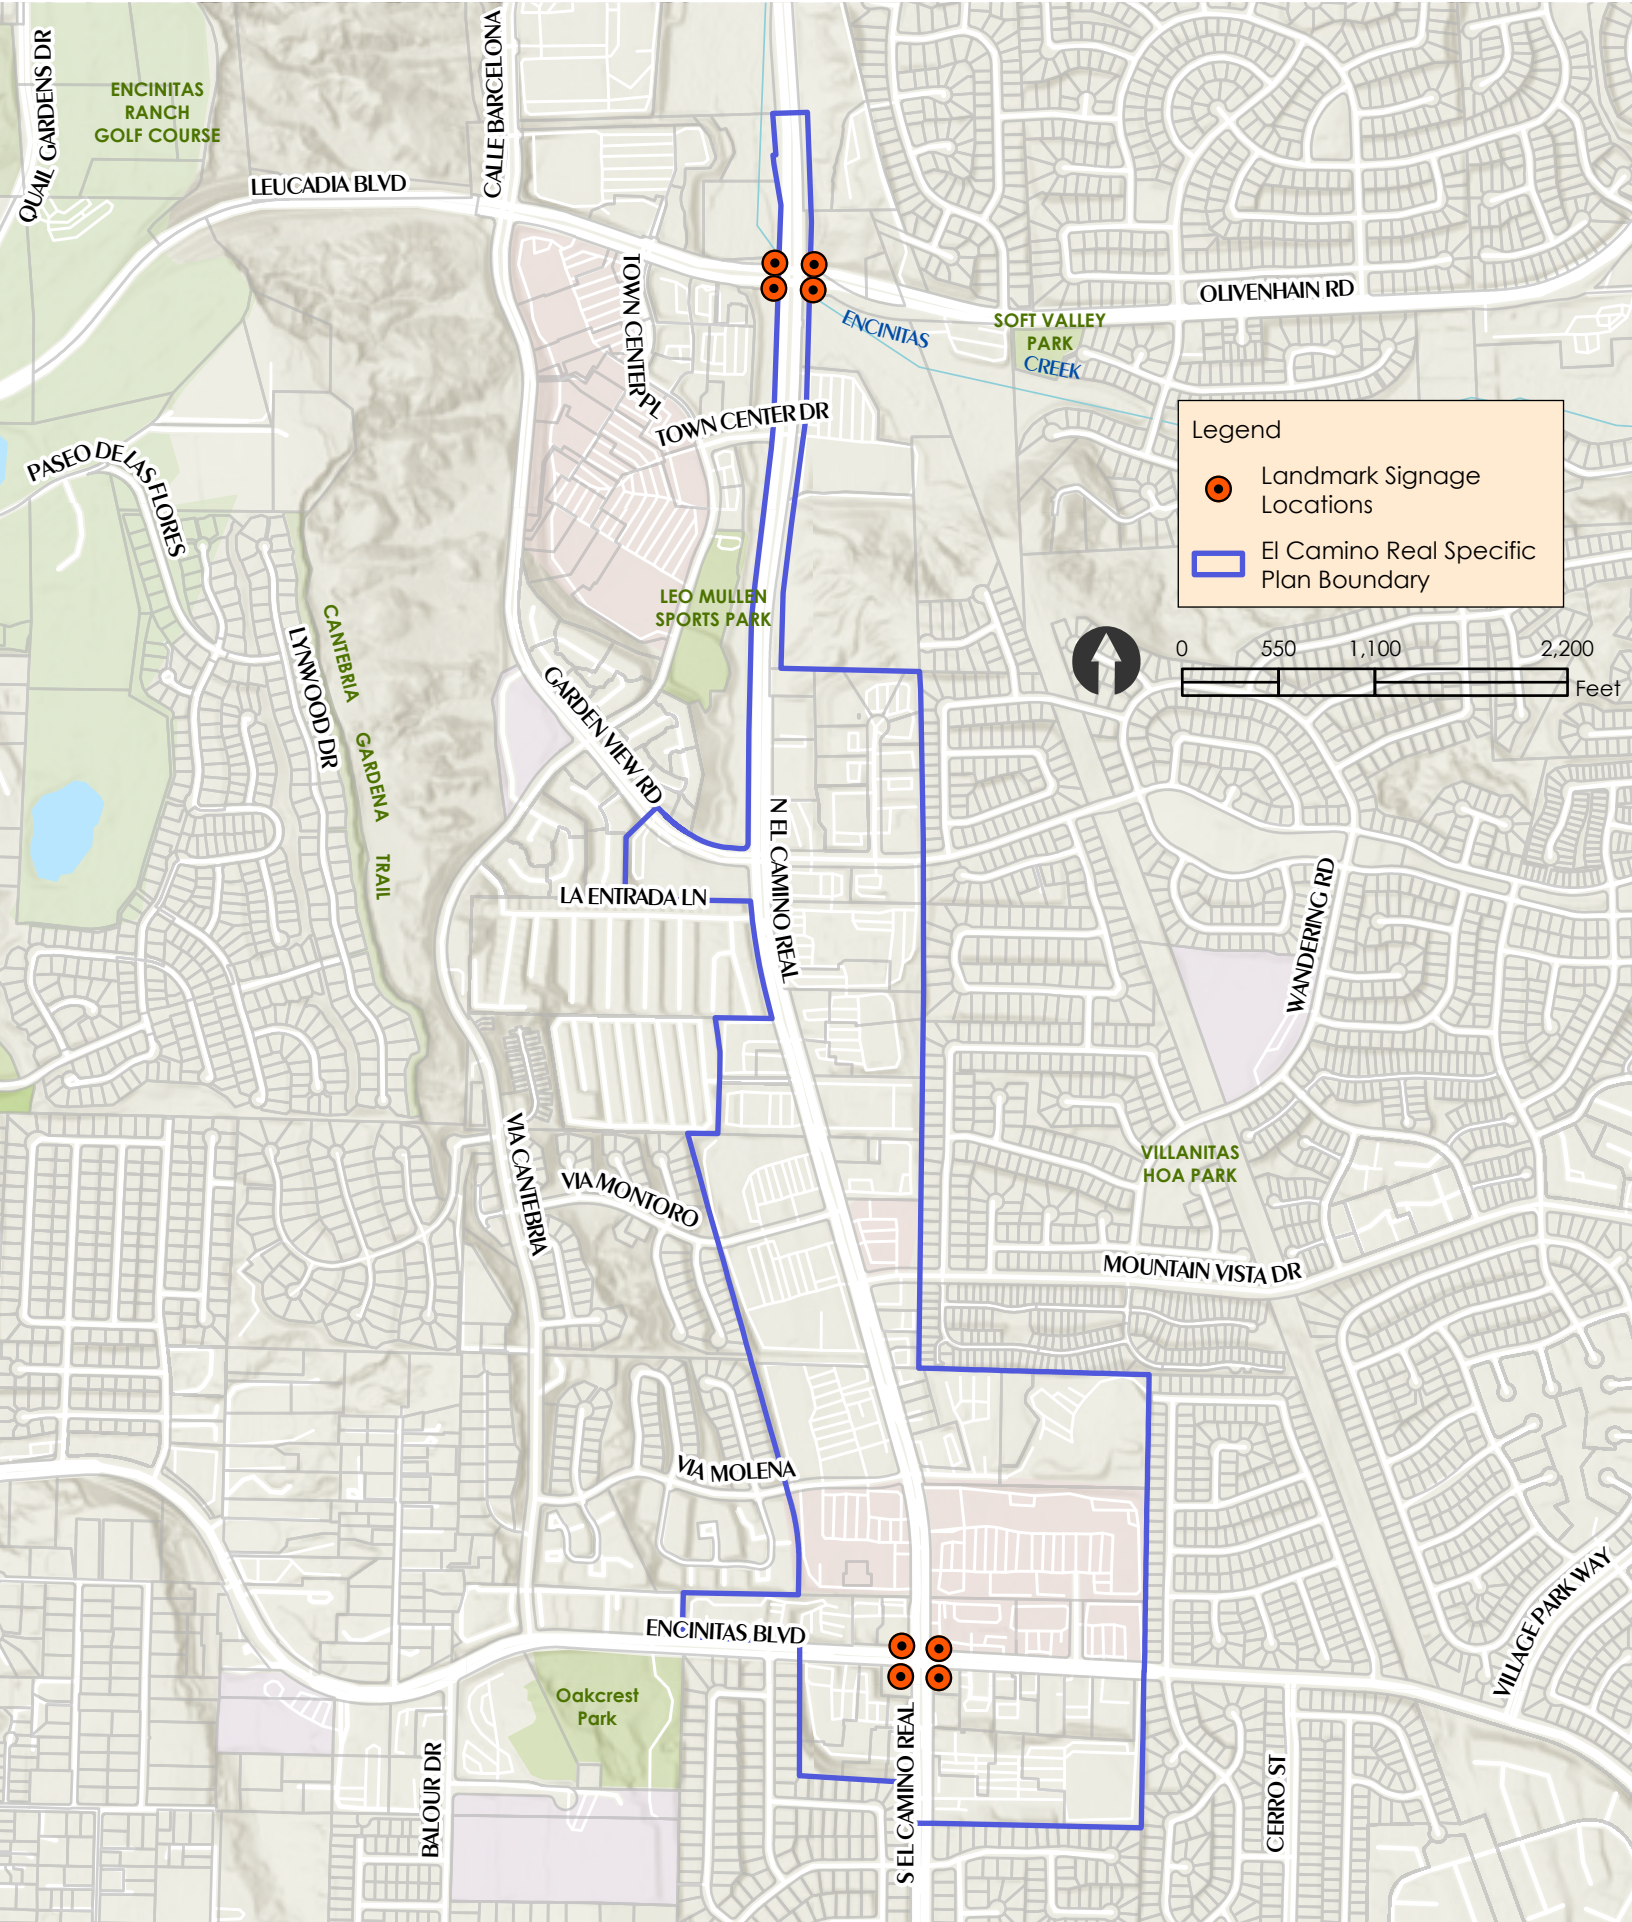 QUAIL GARDENS DR
ENCINITAS
RANCH
GOLF COURSE
CALLE BARCELONA
LEUCADIA BLVD
TOWN CENTER PL
TOWN CENTER DR
ENCINITAS
CREEK
SOFT VALLEY
PARK
OLIVENHAIN RD
Legend
Landmark Signage
Locations
El Camino Real Specific
Plan Boundary
0
550
1,100
2,200
Feet
PASEO DE LAS FLORES
LYNWOOD DR
CANTEBRIA
GARDENA
TRAIL
LEO MULLEN
SPORTS PARK
GARDEN VIEW RD
LA ENTRADA LN
N EL CAMINO REAL
WANDERING RD
VILLANITAS
HOA PARK
VIA CANTEBRIA
VIA MONTORO
MOUNTAIN VISTA DR
VIA MOLENA
ENCINITAS BLVD
VILLAGE PARK WAY
Oakcrest
Park
BALOUR DR
S EL CAMINO REAL
CERRO ST